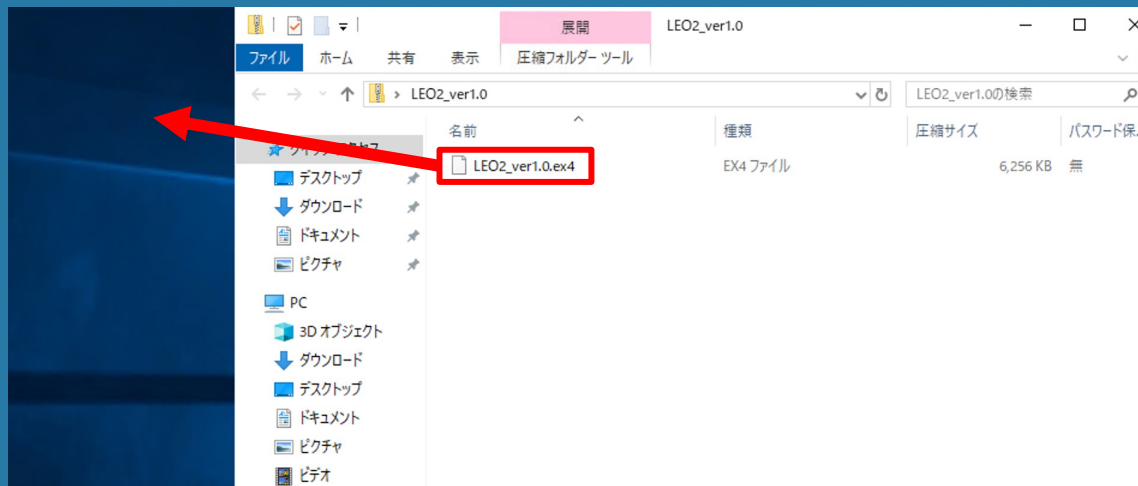 展開
LEO2_ver1.0
ファイル
ホーム
共有
表示
圧縮フォルダー ツール
LEO2_ver1.0
LEO2_ver1.0の検索
名前
種類
圧縮サイズ
パスワード保
LEO2_ver1.0.ex4
EX4 ファイル
6,256 KB
無
デスクトップ
ダウンロード
ドキュメント
ピクチャ
PC
3D オブジェクト
ダウンロード
デスクトップ
ドキュメント
ピクチャ
ビデオ